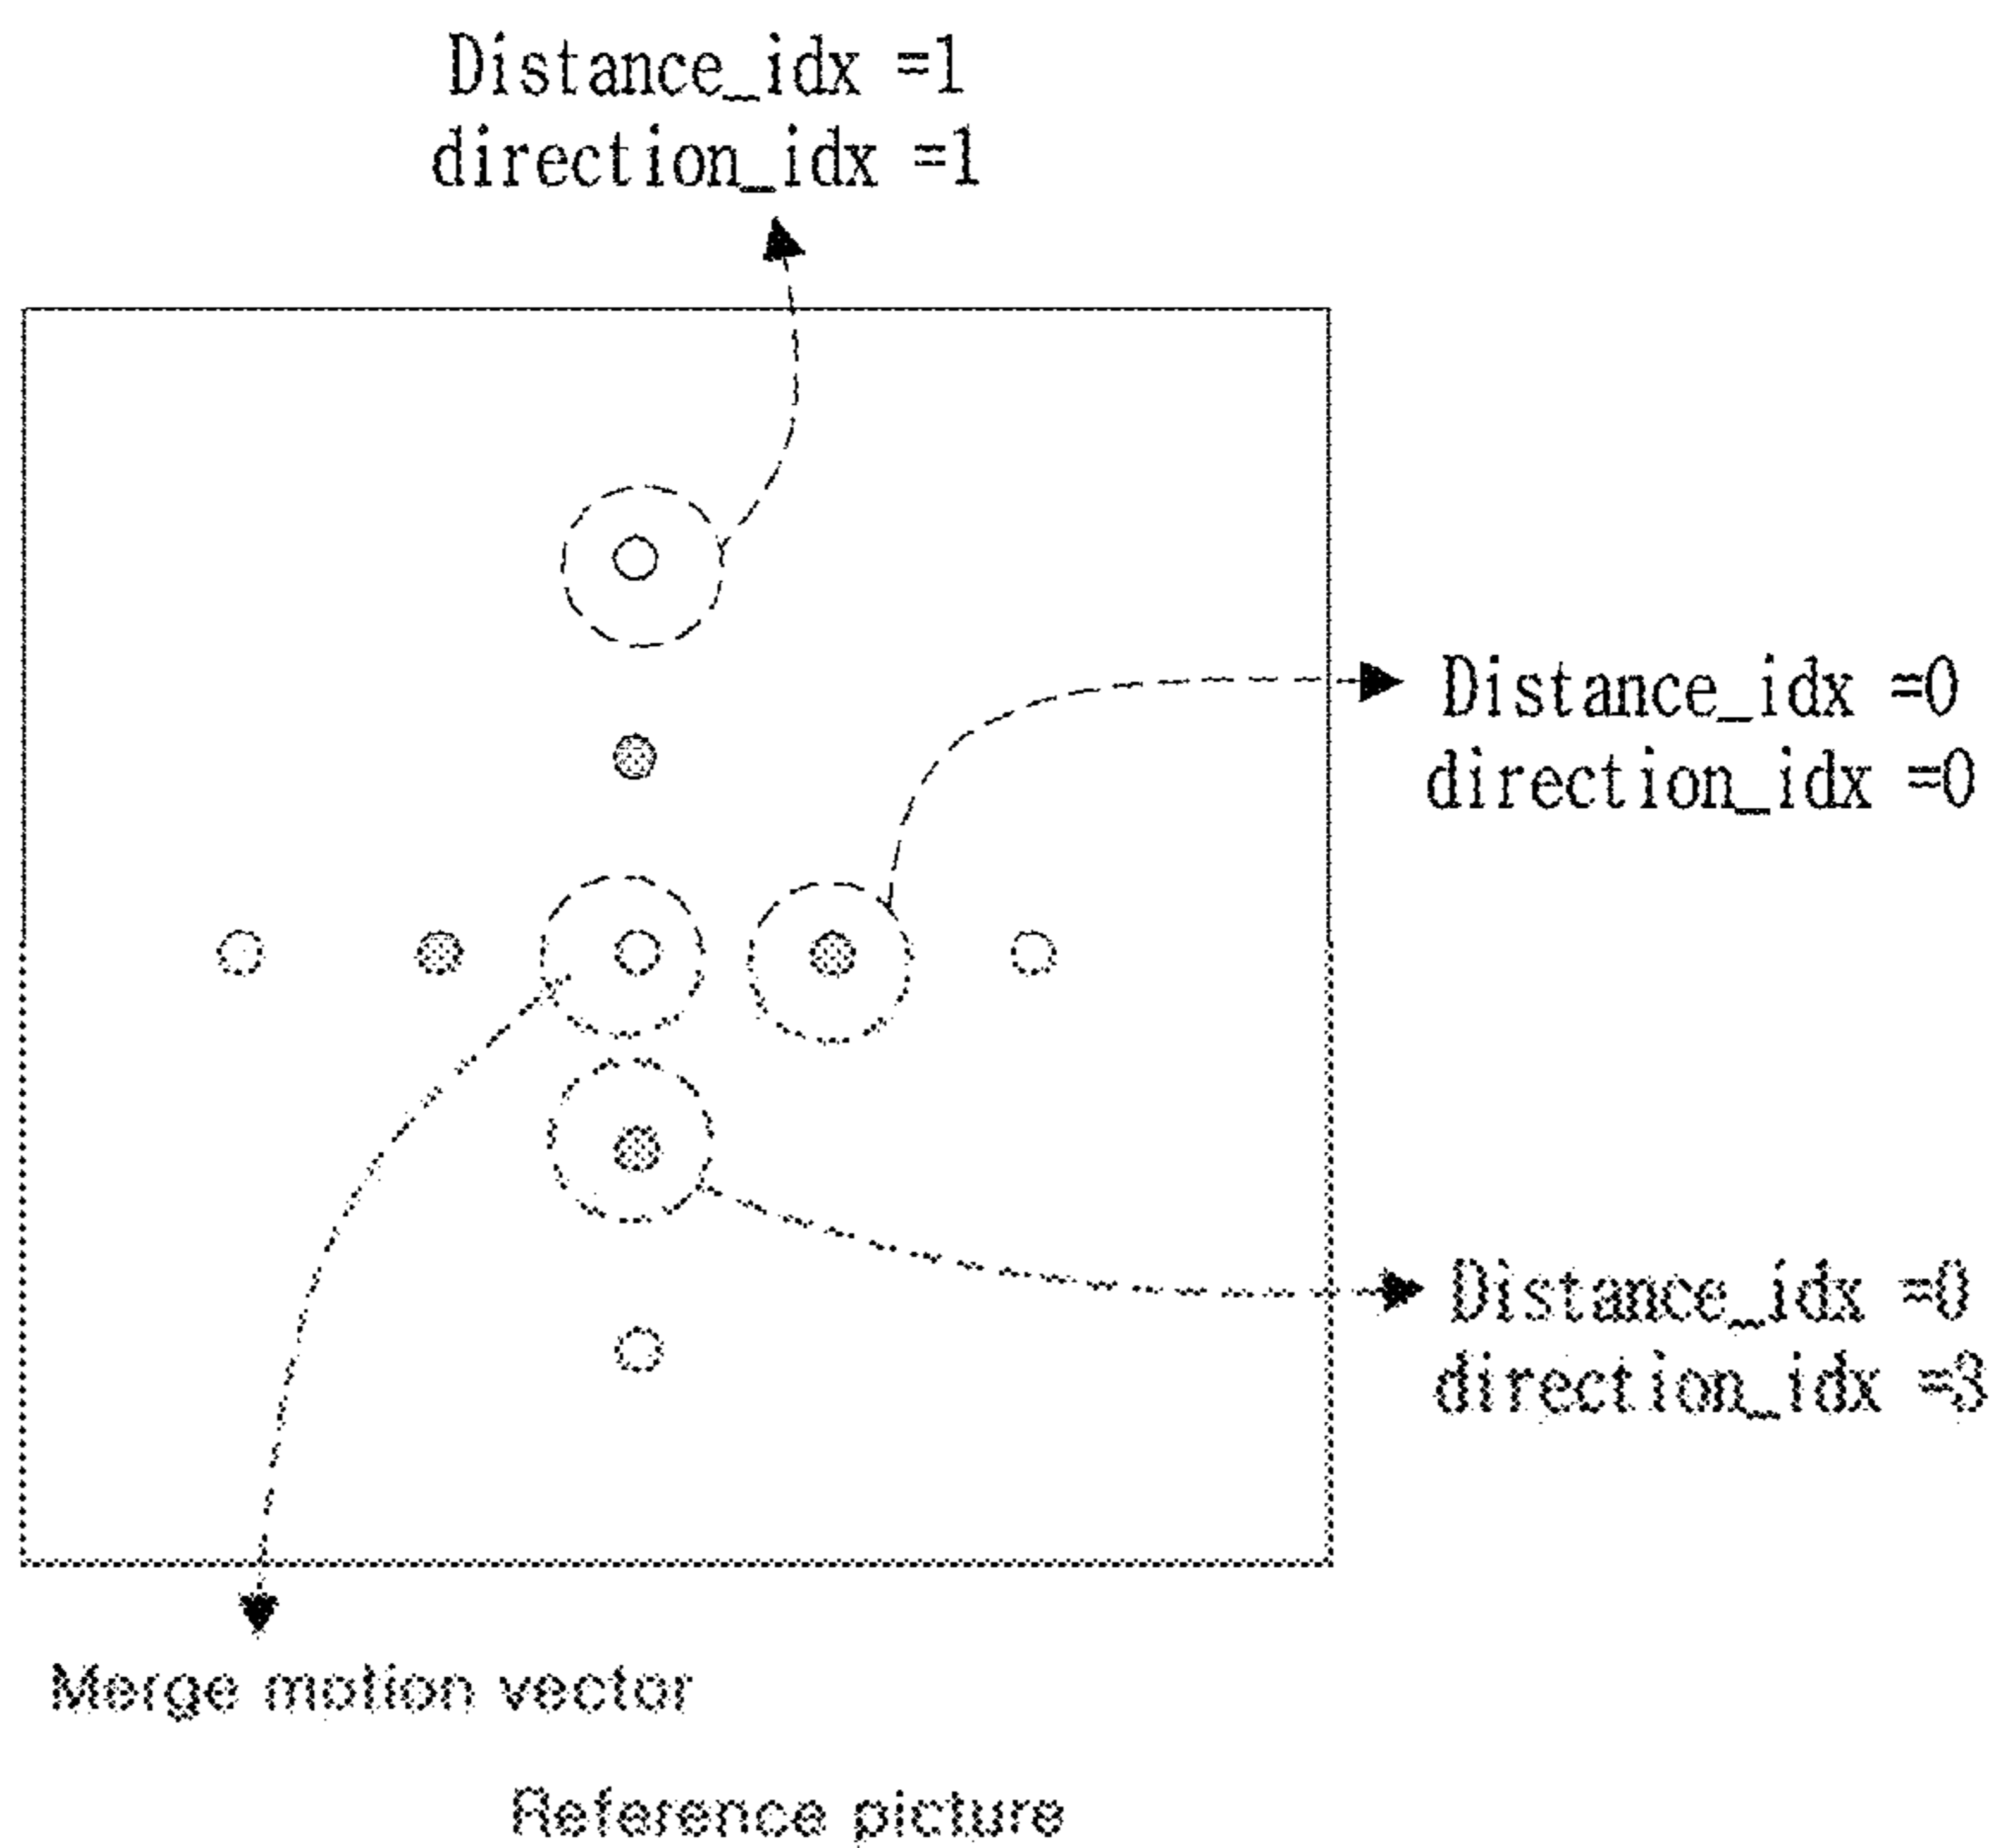 Distance_idx =1
direction_idx =1
Distance_idx =0
direction_idx =0
Distance_idx =0
direction_idx =3
Merge motion vector
Reference picture